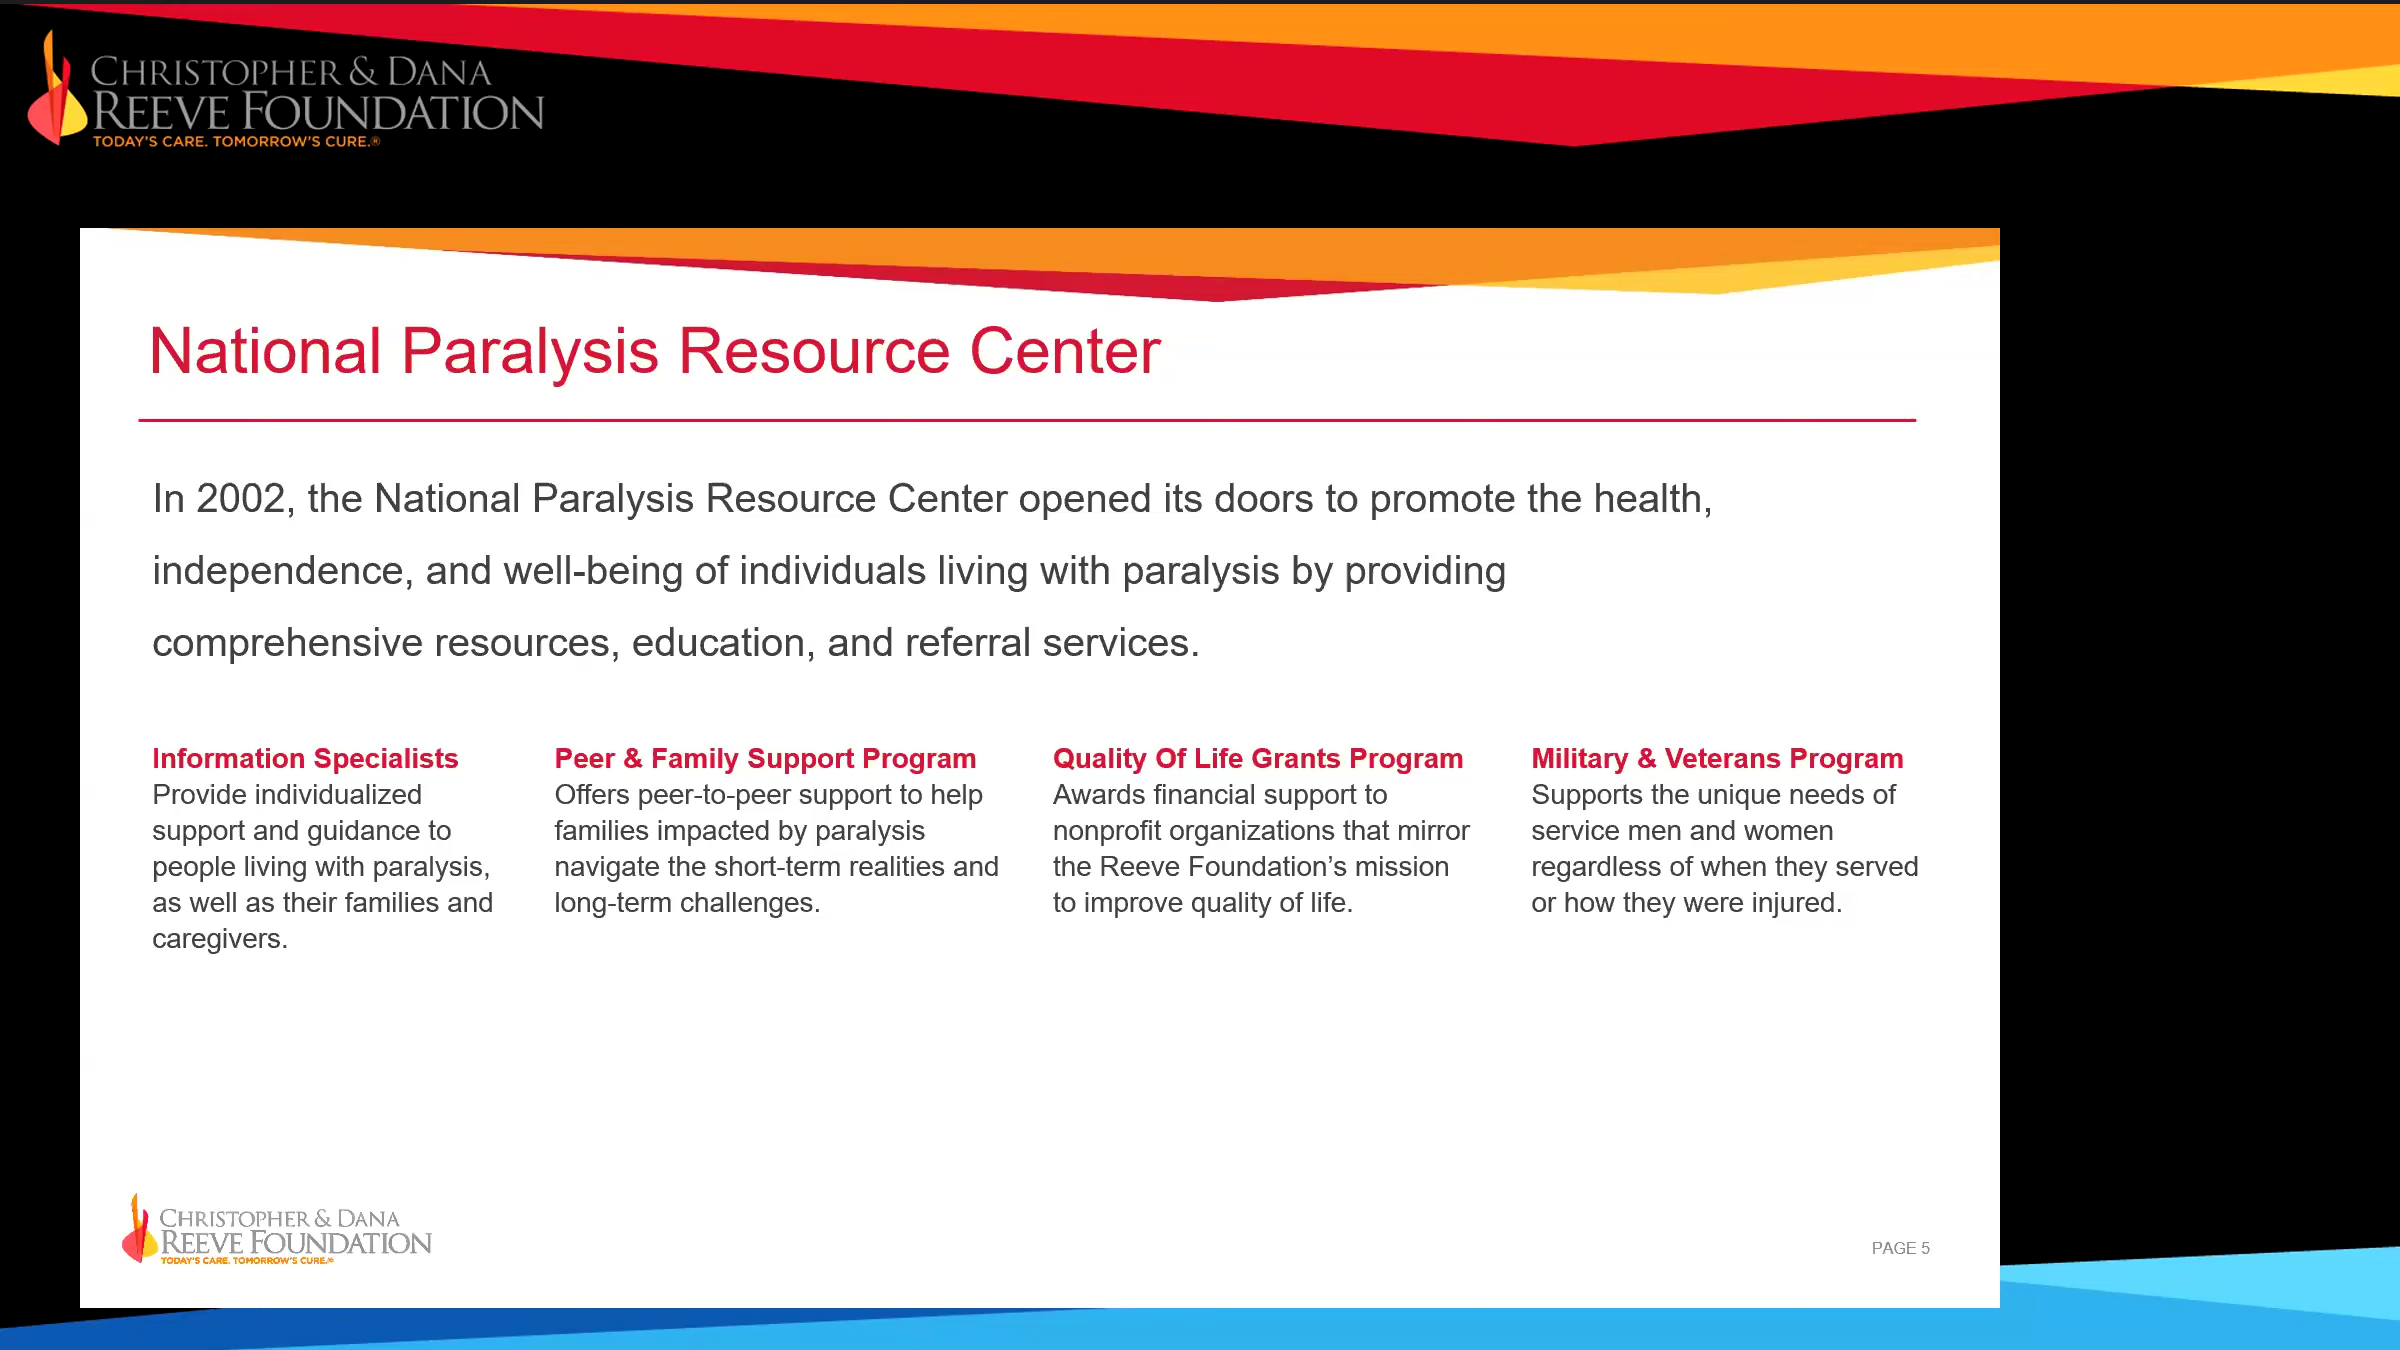 CHRISTOPHER & DANA
REEVE FOUNDATION
TODAY'S CARE. TOMORROW'S CURE.®
National Paralysis Resource Center
In 2002, the National Paralysis Resource Center opened its doors to promote the health,
independence, and well-being of individuals living with paralysis by providing
comprehensive resources, education, and referral services.
Information Specialists
Provide individualized
support and guidance to
people living with paralysis,
as well as their families and
caregivers.
Peer & Family Support Program
Offers peer-to-peer support to help
families impacted by paralysis
navigate the short-term realities and
long-term challenges.
Quality Of Life Grants Program
Awards financial support to
nonprofit organizations that mirror
the Reeve Foundation’s mission
to improve quality of life.
Military & Veterans Program
Supports the unique needs of
service men and women
regardless of when they served
or how they were injured.
CHRISTOPHER & DANA
REEVE FOUNDATION
TODAY'S CARE. TOMORROW'S CURE.®
PAGE 5